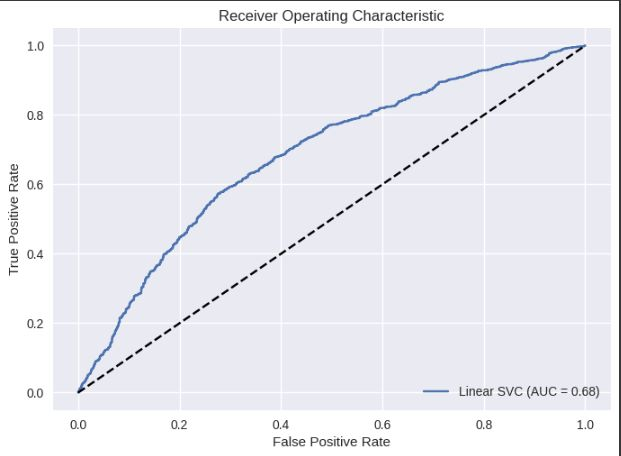 Receiver Operating Characteristic
1.0
0.8
0.6
0.4
0.2
0.0
True Positive Rate
Linear SVC (AUC = 0.68)
0.0 0.2 0.4 0.6 0.8 1.0
False Positive Rate